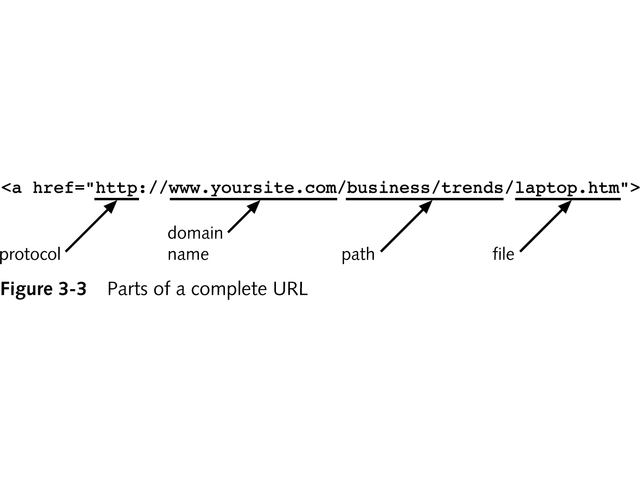 <a href="http://www.yoursite.com/business/trends/laptop.htm">
protocol
domain
name
path
file
Figure 3-3 Parts of a complete URL